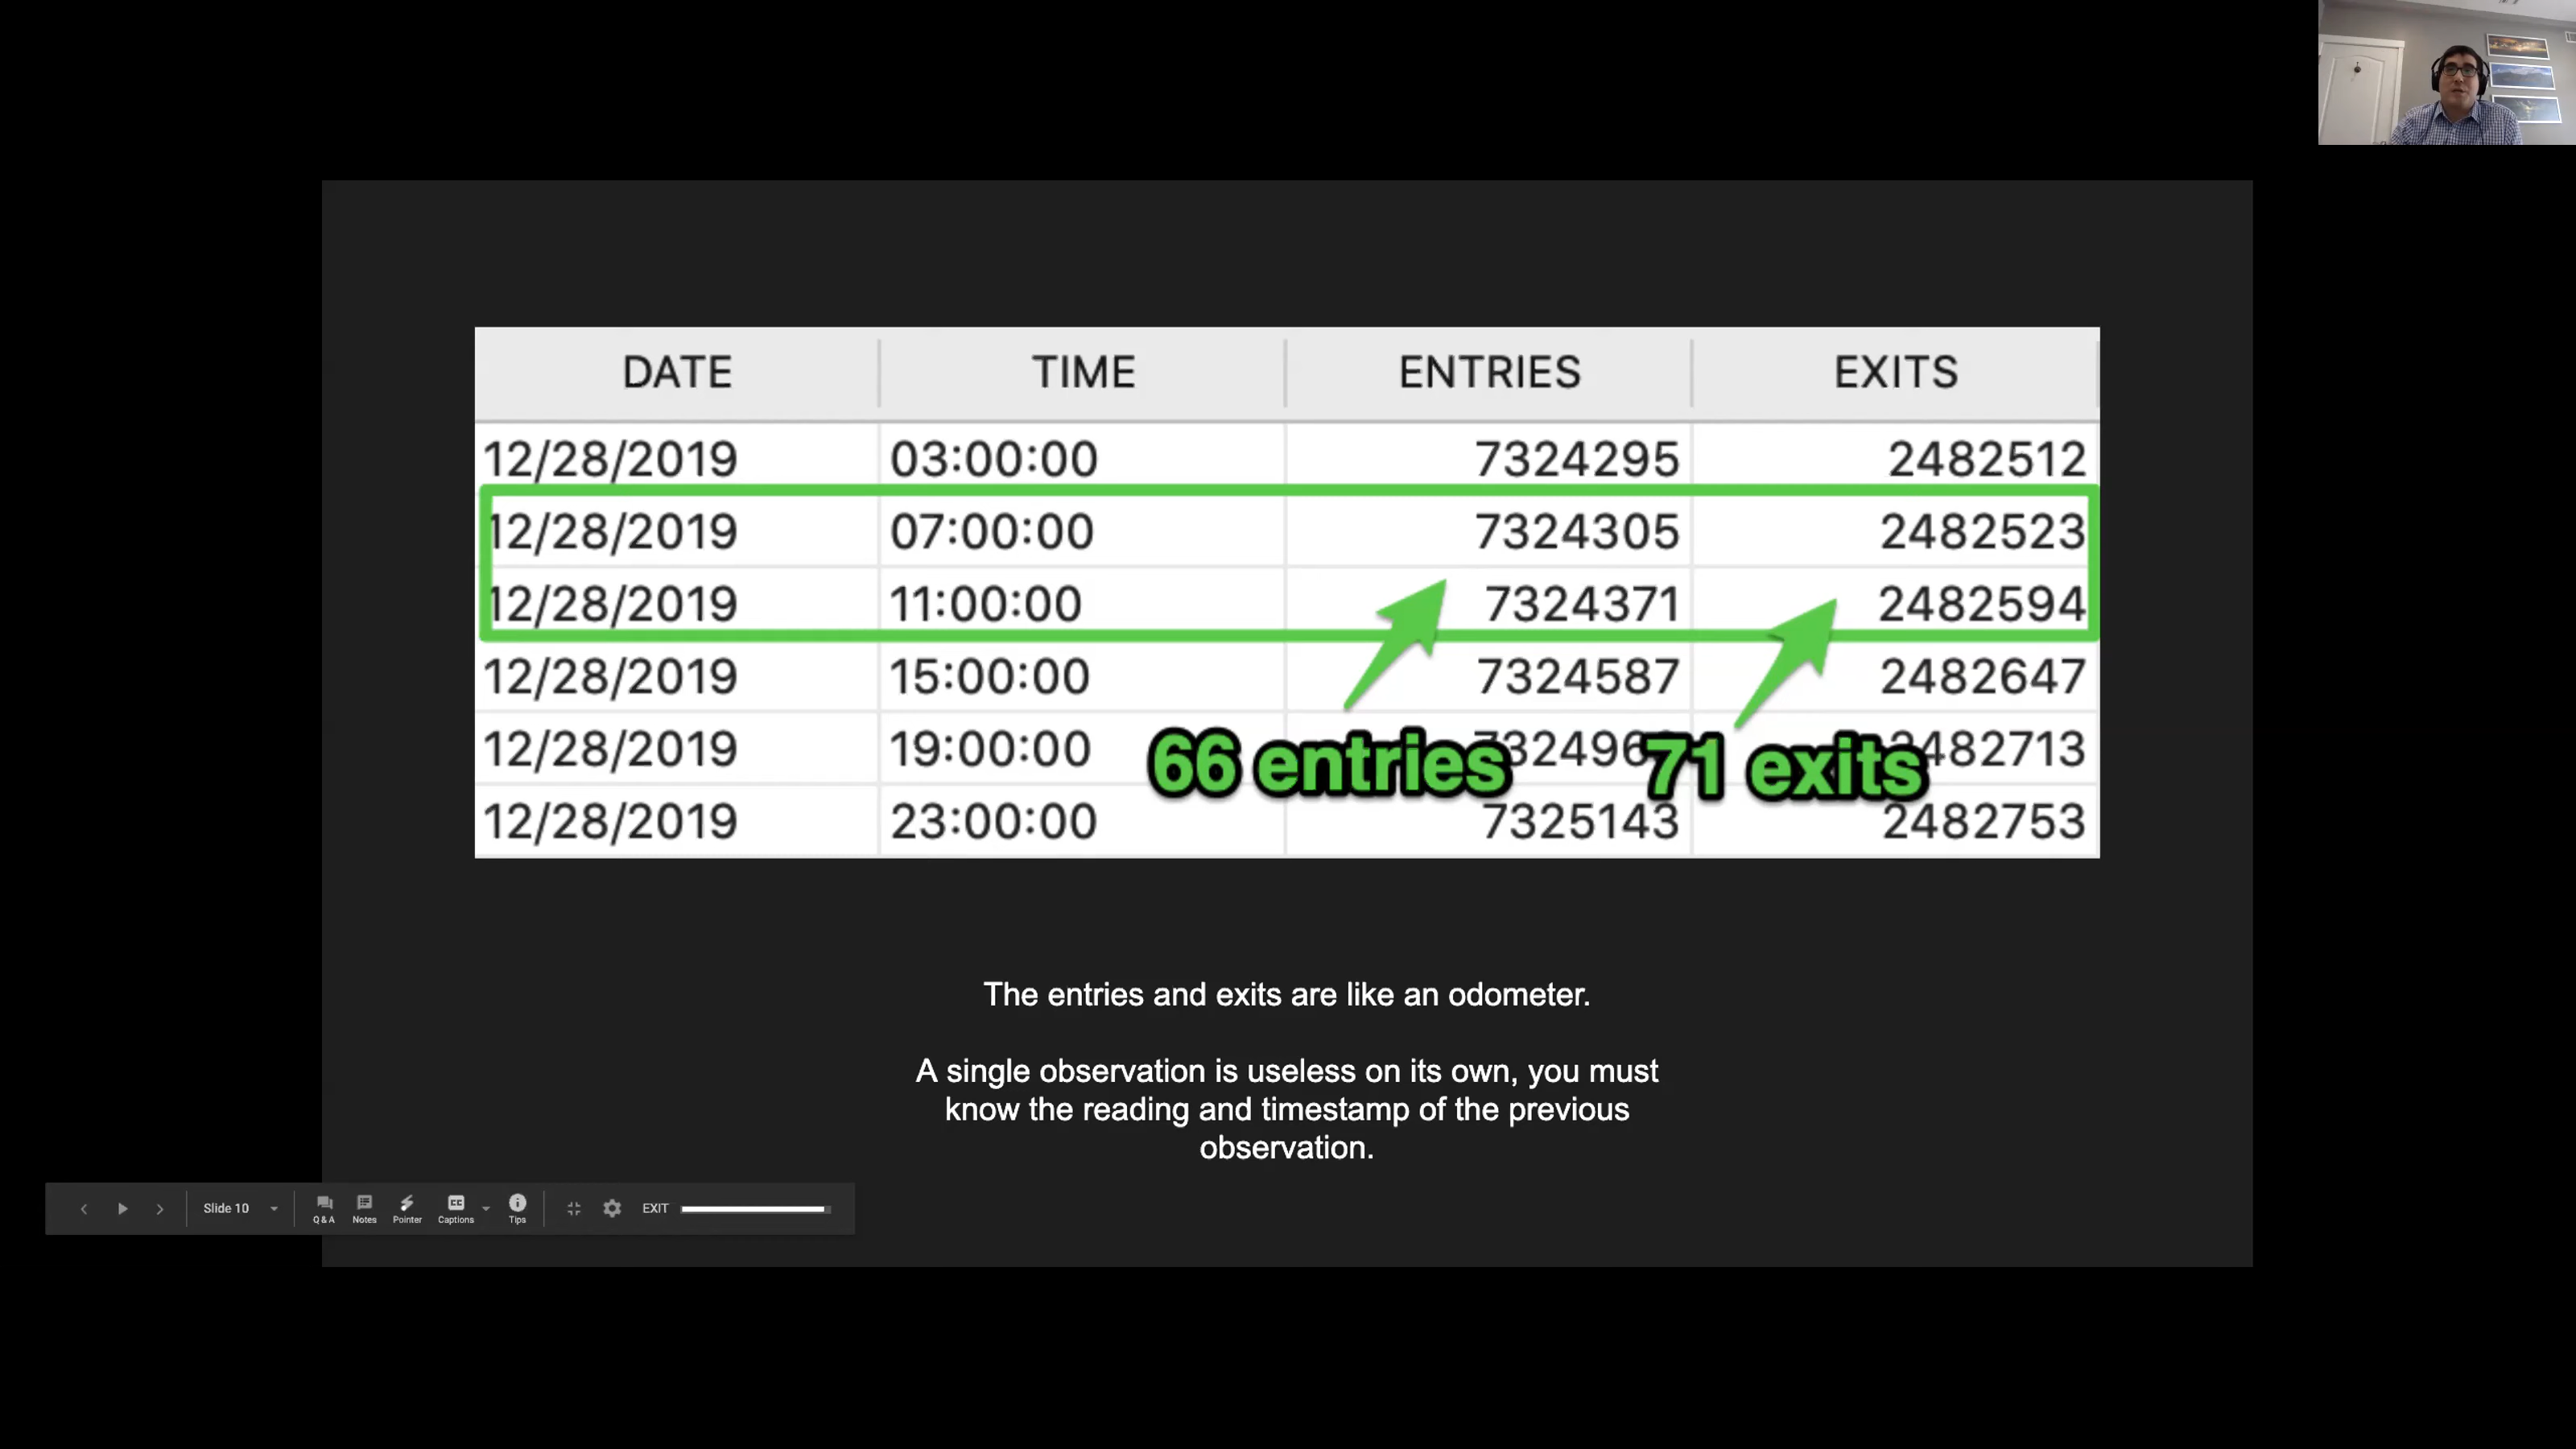 DATE TIME ENTRIES EXITS
12/28/2019 03:00:00 7324295 2482512
12/28/2019 07:00:00 7324305 2482523
12/28/2019 11:00:00 7324371 2482594
12/28/2019 15:00:00 7324587 2482647
12/28/2019 19:00:00
66 entries 71 exits
12/28/2019 23:00:00 7325143 2482753
The entries and exits are like an odometer.
A single observation is useless on its own, you must
know the reading and timestamp of the previous
observation.
Slide 10 Q & A Notes Pointer CC Captions Tips EXIT